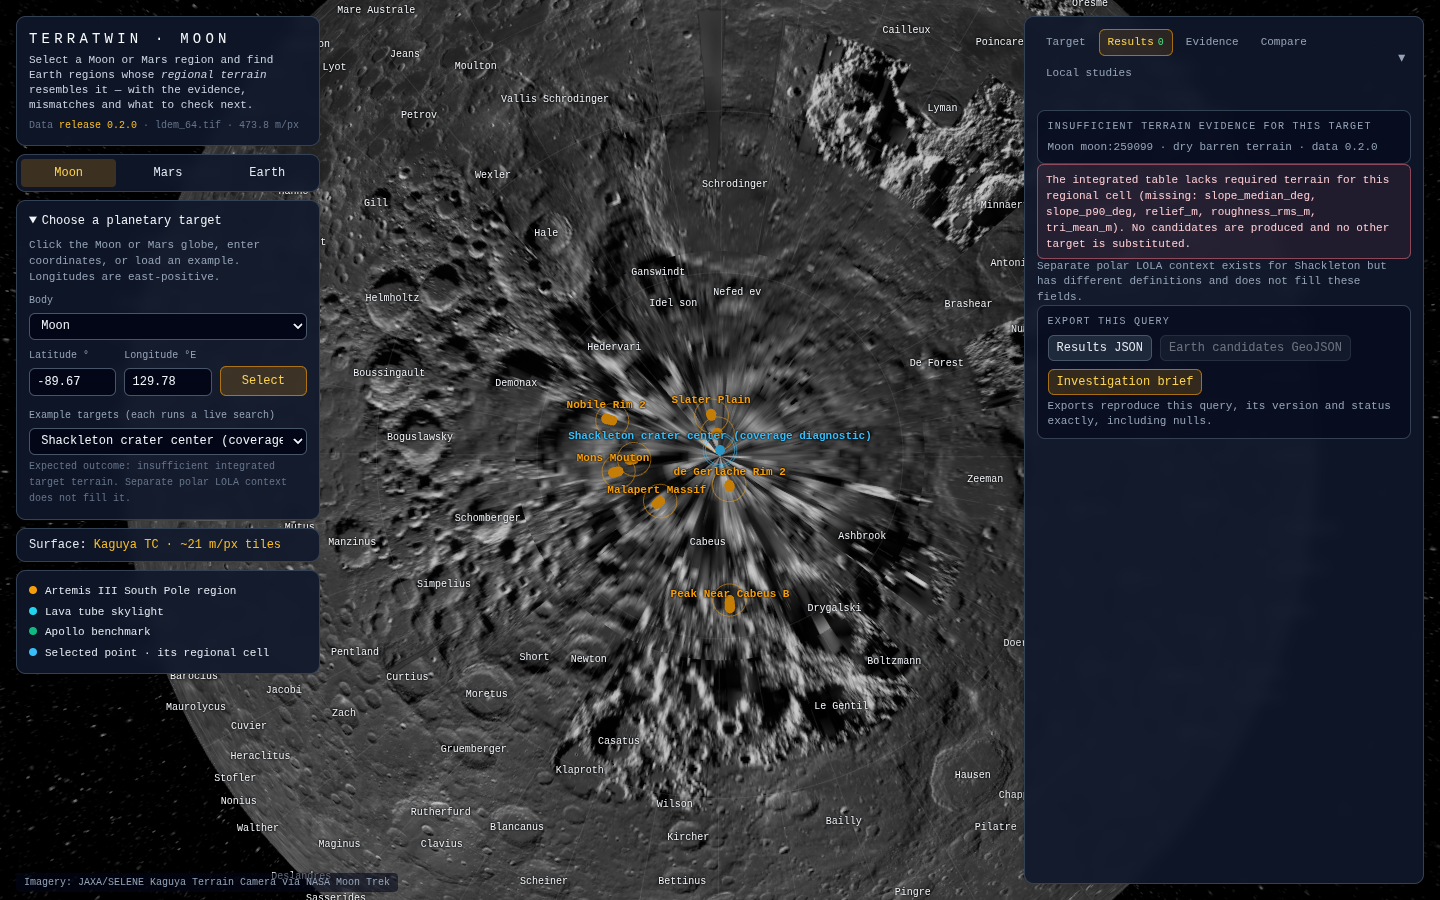 TERRATWIN · MOON
Select a Moon or Mars region and find
Earth regions whose regional terrain
resembles it — with the evidence,
mismatches and what to check next.
Data release 0.2.0 · ldem_64.tif · 473.8 m/px
Moon
Mars
Earth
▼ Choose a planetary target
Click the Moon or Mars globe, enter
coordinates, or load an example.
Longitudes are east-positive.
Body
Moon
Latitude °
Longitude °E
-89.67
129.78
Select
Example targets (each runs a live search)
Shackleton crater center (coverage
Expected outcome: insufficient integrated
target terrain. Separate polar LOLA context
does not fill it.
Surface: Kaguya TC · ~21 m/px tiles
Artemis III South Pole region
Lava tube skylight
Apollo benchmark
Selected point · its regional cell
Mare Australe
Oresme
Cailleux
Poincare
Jeans
Lyot
Moulton
Vallis Schrodinger
Petrov
Lyman
Wexler
Schrodinger
Gill
Minnaer
Hale
Antoni
Ganswindt
Nefed ev
Idel son
Helmholtz
Brashear
Hedervari
De Forest
Boussingault
Demonax
Nobile Rim 2
Slater Plain
Shackleton crater center (coverage diagnostic)
Boguslawsky
Mons Mouton
de Gerlache Rim 2
Zeeman
Malapert Massif
Schomberger
Mutus
Manzinus
Cabeus
Ashbrook
Simpelius
Peak Near Cabeus B
Drygalski
Pentland
Short
Newton
Boltzmann
Doer
Barocius
Curtius
Jacobi
Moretus
Maurolycus
Zach
Le Gentil
Cuvier
Casatus
Heraclitus
Gruemberger
Klaproth
Stofler
Hausen
Nonius
Wilson
Chapp
Rutherfurd
Walther
Blancanus
Bailly
Pilatre
Kircher
Maginus
Clavius
Deslandres
Scheiner
Bettinus
Pingre
Sasserides
Imagery: JAXA/SELENE Kaguya Terrain Camera via NASA Moon Trek
Target
Results 0
Evidence
Compare
Local studies
▼
INSUFFICIENT TERRAIN EVIDENCE FOR THIS TARGET
Moon moon:259099 · dry barren terrain · data 0.2.0
The integrated table lacks required terrain for this
regional cell (missing: slope_median_deg,
slope_p90_deg, relief_m, roughness_rms_m,
tri_mean_m). No candidates are produced and no other
target is substituted.
Separate polar LOLA context exists for Shackleton but
has different definitions and does not fill these
fields.
EXPORT THIS QUERY
Results JSON
Earth candidates GeoJSON
Investigation brief
Exports reproduce this query, its version and status
exactly, including nulls.